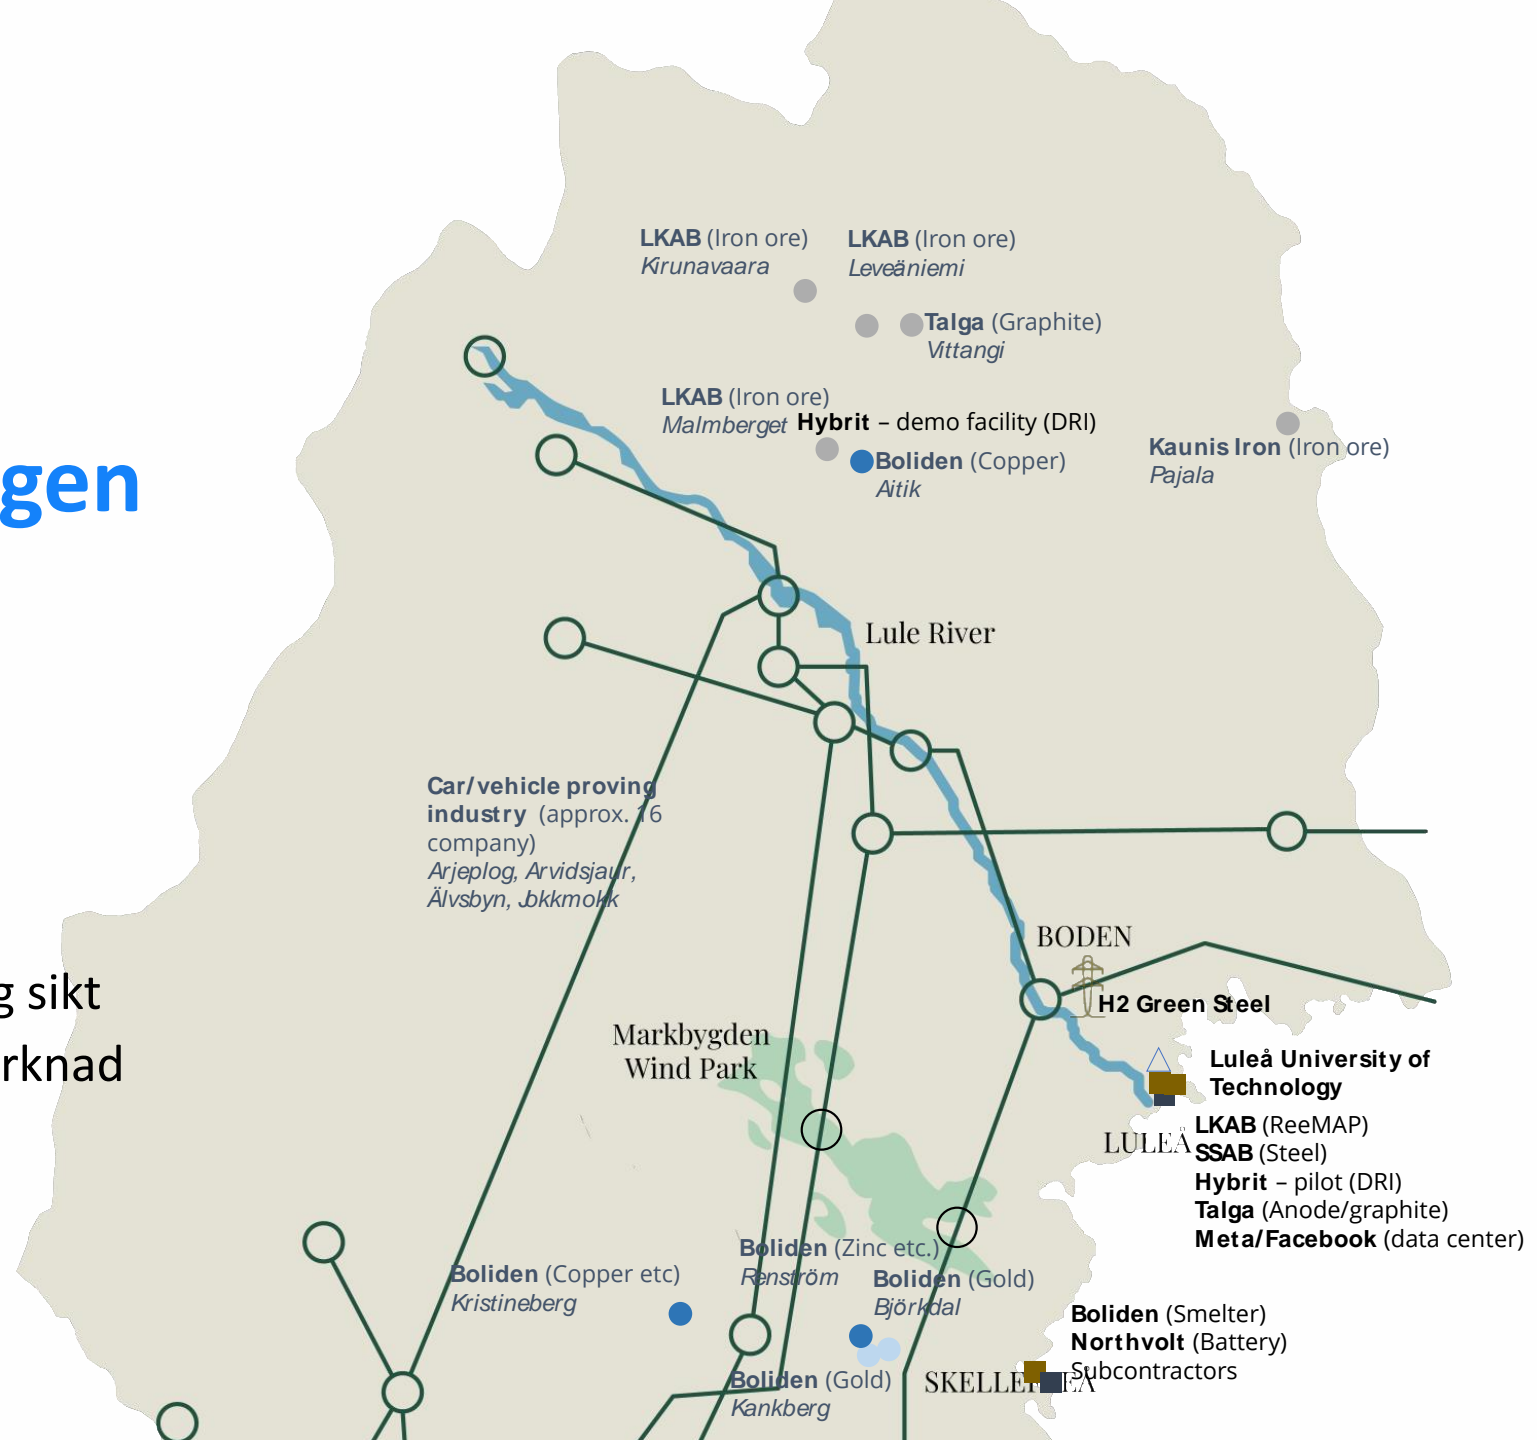 LKAB (Iron ore)
Kirunavaara
LKAB (Iron ore)
Leveäniemi
Talga (Graphite)
Vittangi
LKAB (Iron ore)
Malmberget
Hybrit – demo facility (DRI)
Boliden (Copper)
Aitik
Kaunis Iron (Iron ore)
Pajala
gen
Lule River
Car/vehicle proving
industry (approx. 16
company)
Arjeplog, Arvidsjaur,
Älvsbyn, Jokkmokk
BODEN
g sikt
H2 Green Steel
Markbygden
Wind Park
rknad
Luleå University of
Technology
LULEÅ
LKAB (ReeMAP)
SSAB (Steel)
Hybrit – pilot (DRI)
Talga (Anode/graphite)
Meta/Facebook (data center)
Boliden (Zinc etc.)
Renström
Boliden (Copper etc)
Kristineberg
Boliden (Gold)
Björkdal
Boliden (Smelter)
Northvolt (Battery)
Subcontractors
SKELLEFTEÅ
Boliden (Gold)
Kankberg